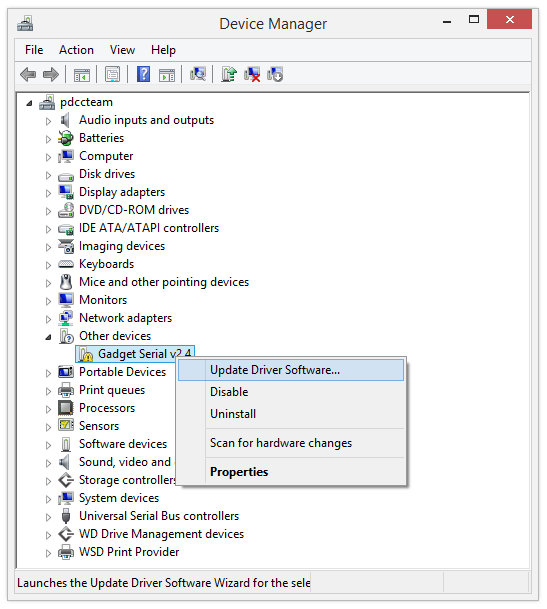 Device Manager
File Action View Help
pdccteam
Audio inputs and outputs
Batteries
Computer
Disk drives
Display adapters
DVD/CD-ROM drives
IDE ATA/ATAPI controllers
Imaging devices
Keyboards
Mice and other pointing devices
Monitors
Network adapters
Other devices
Gadget Serial v2.4
Portable Devices
Print queues
Processors
Sensors
Software devices
Sound, video and
Storage controllers
System devices
Universal Serial Bus controllers
WD Drive Management devices
WSD Print Provider
Update Driver Software...
Disable
Uninstall
Scan for hardware changes
Properties
Launches the Update Driver Software Wizard for the sele